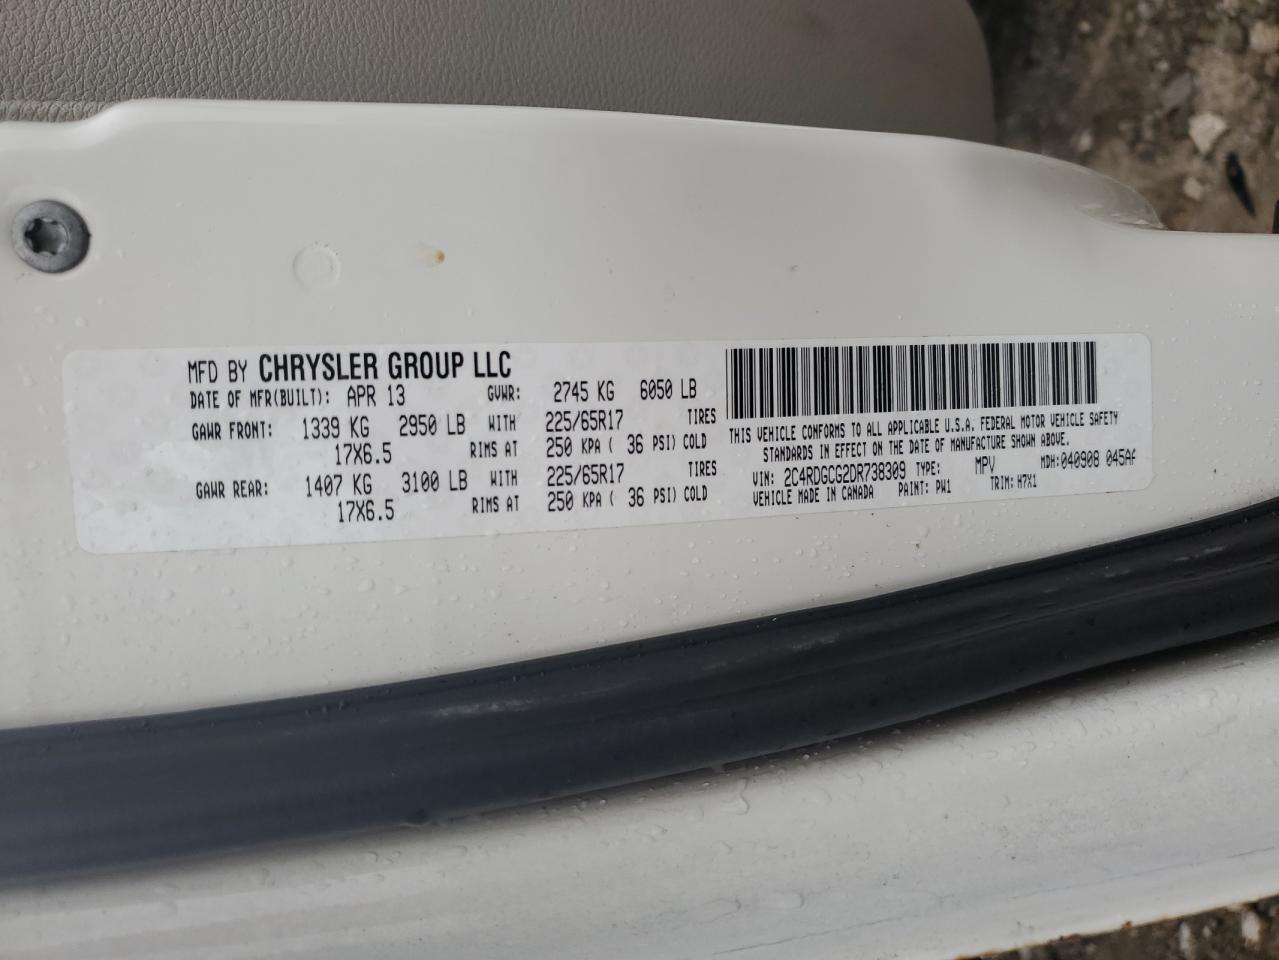 MFD BY CHRYSLER GROUP LLC
DATE OF MFR(BUILT): APR 13 GVWR: 2745 KG 6050 LB
GAWR FRONT: 1339 KG 2950 LB WITH 225/65R17 TIRES
17X6.5 RIMS AT 250 KPA ( 36 PSI) COLD
GAWR REAR: 1407 KG 3100 LB WITH 225/65R17 TIRES
17X6.5 RIMS AT 250 KPA ( 36 PSI) COLD
THIS VEHICLE CONFORMS TO ALL APPLICABLE U.S.A. FEDERAL MOTOR VEHICLE SAFETY
STANDARDS IN EFFECT ON THE DATE OF MANUFACTURE SHOWN ABOVE.
VIN: 2C4RDGCG2DR738309 TYPE: MPV MDH:040908 045AF
VEHICLE MADE IN CANADA PAINT: PW1 TRIM: H7X1